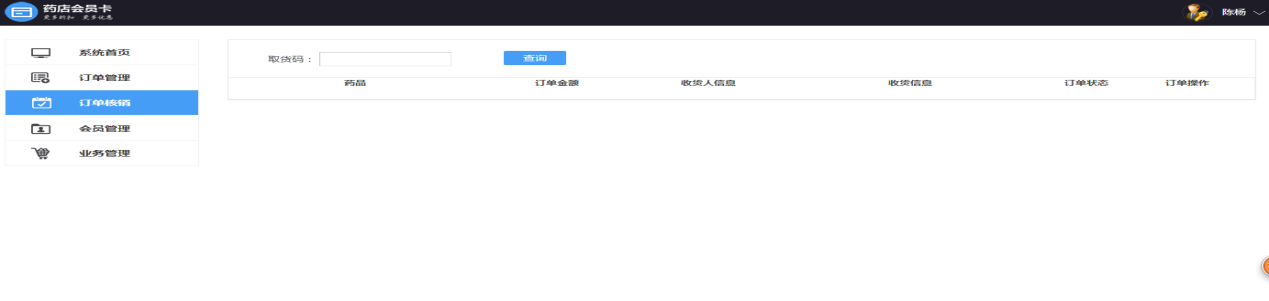 药店会员卡
更多折扣 更多优惠
陈杨
系统首页
订单管理
订单核销
会员管理
业务管理
取货码： 查询
药品 订单金额 收货人信息 收货信息 订单状态 订单操作